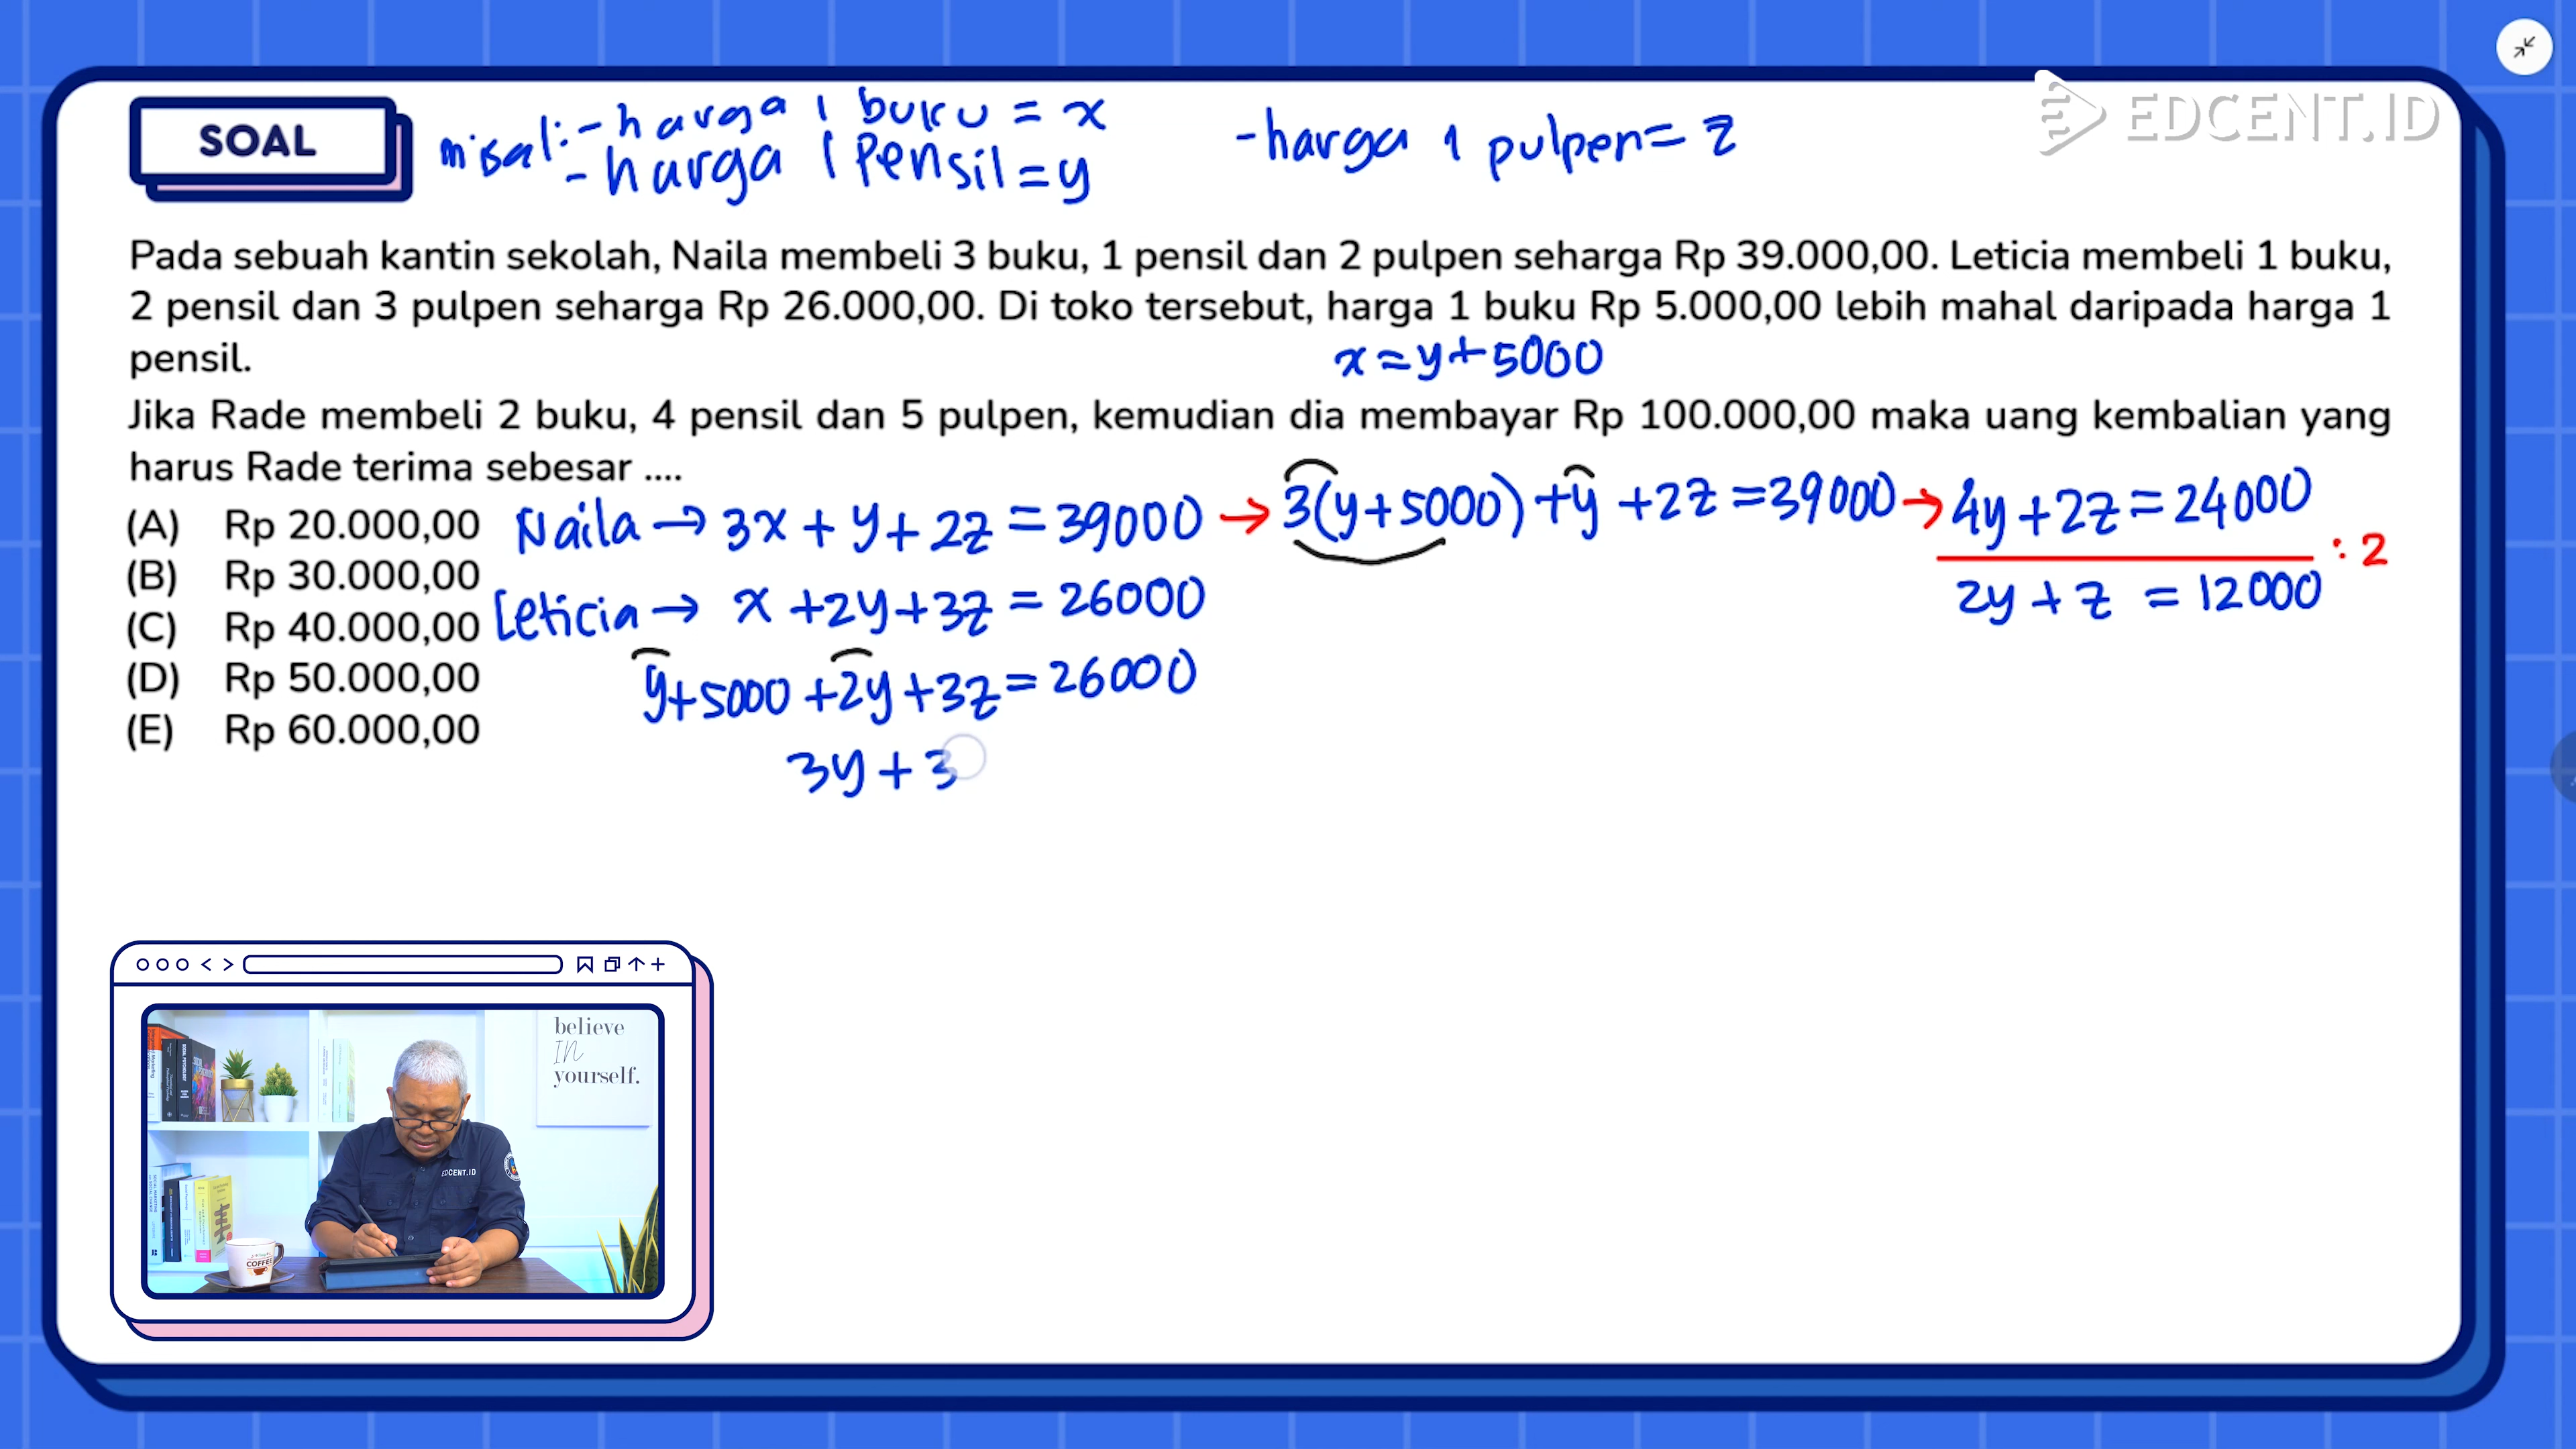 SOAL
misal: - harga 1 buku = x
- harga 1 pensil = y
- harga 1 pulpen = z
EDCENT.ID
Pada sebuah kantin sekolah, Naila membeli 3 buku, 1 pensil dan 2 pulpen seharga Rp 39.000,00. Leticia membeli 1 buku,
2 pensil dan 3 pulpen seharga Rp 26.000,00. Di toko tersebut, harga 1 buku Rp 5.000,00 lebih mahal daripada harga 1
pensil.
x = y + 5000
Jika Rade membeli 2 buku, 4 pensil dan 5 pulpen, kemudian dia membayar Rp 100.000,00 maka uang kembalian yang
harus Rade terima sebesar ....
(A) Rp 20.000,00
(B) Rp 30.000,00
(C) Rp 40.000,00
(D) Rp 50.000,00
(E) Rp 60.000,00
Naila → 3x + y + 2z = 39000 → 3(y+5000) + y + 2z = 39000 → 4y + 2z = 24000
: 2
2y + z = 12000
Leticia → x + 2y + 3z = 26000
y + 5000 + 2y + 3z = 26000
3y + 3
believe
IN
yourself.
EDCENT.ID
COFFEE